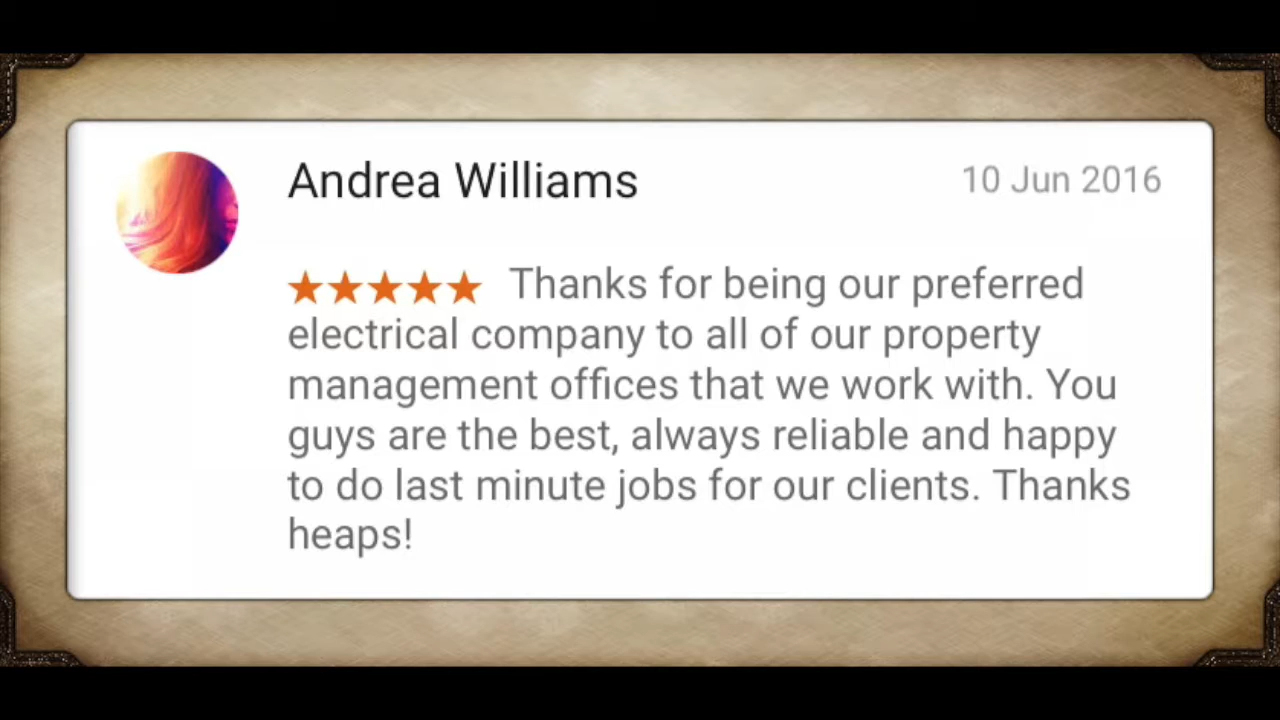 Andrea Williams
10 Jun 2016
★★★★★ Thanks for being our preferred
electrical company to all of our property
management offices that we work with. You
guys are the best, always reliable and happy
to do last minute jobs for our clients. Thanks
heaps!